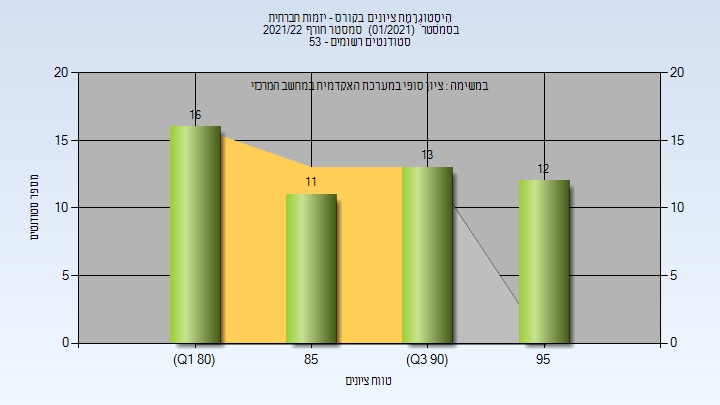 היסטוגרמת ציונים בקורס - יזמות חברתית
בסמסטר (01/2021) סמסטר חורף 2021/22
סטודנטים רשומים - 53
במשימה : ציון סופי במערכת האקדמית במחשב המרכזי
20
15
10
5
0
20
15
10
5
0
מספר סטודנטים
16
11
13
12
(Q1 80)
85
(Q3 90)
95
טווח ציונים